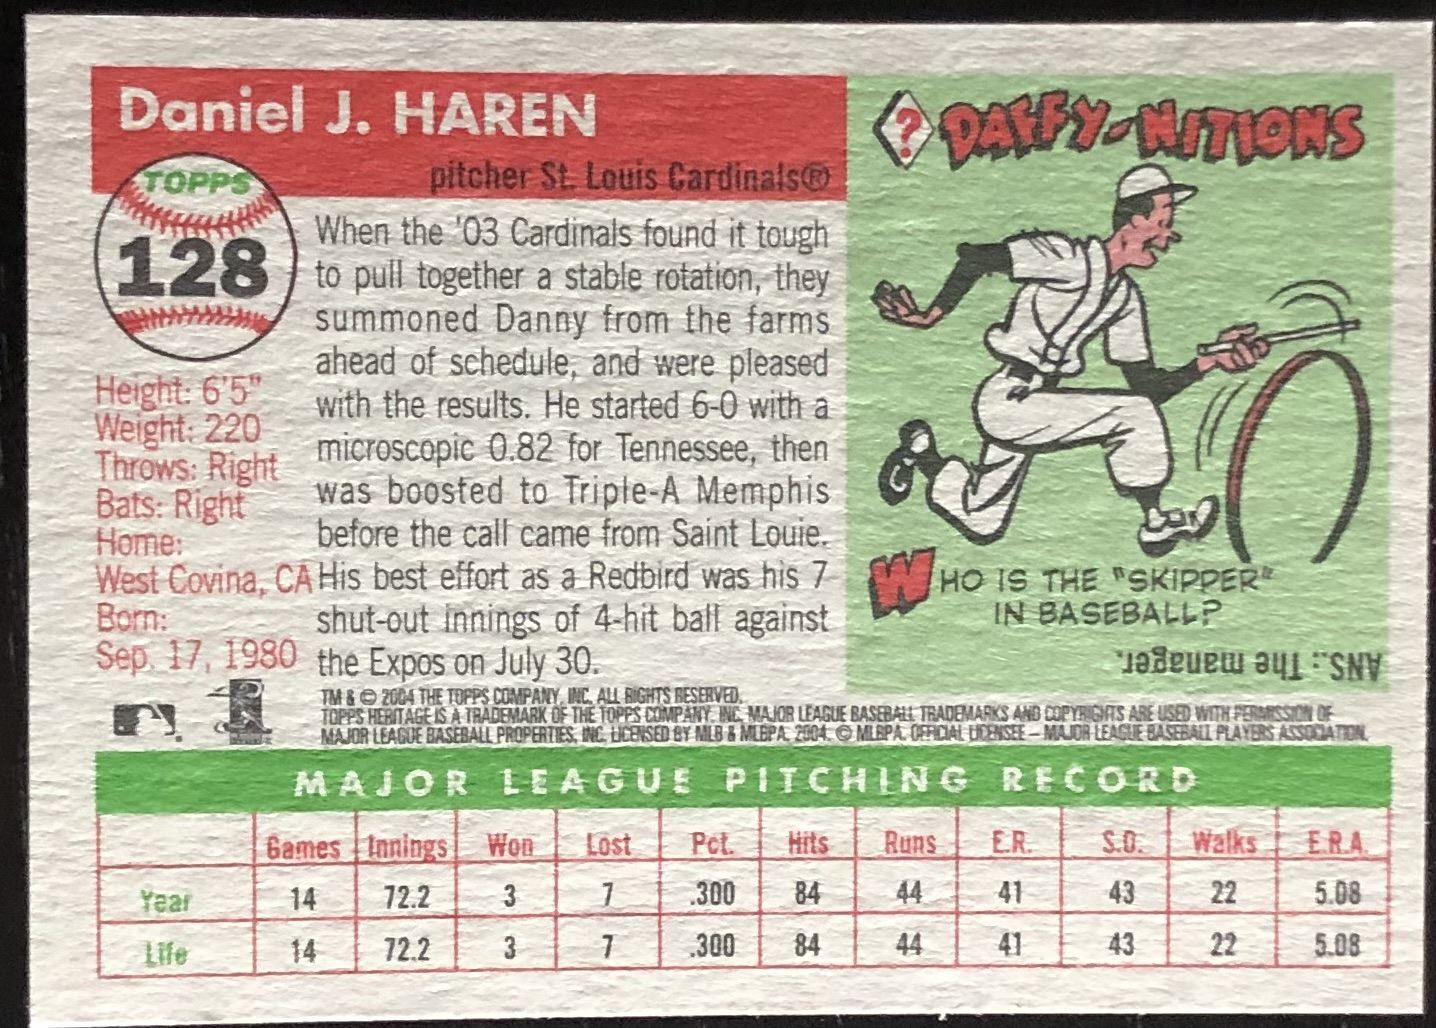 Daniel J. HAREN
pitcher St. Louis Cardinals®
TOPPS
128
Height: 6'5"
Weight: 220
Throws: Right
Bats: Right
Home:
West Covina, CA
Born:
Sep. 17, 1980
When the '03 Cardinals found it tough
to pull together a stable rotation, they
summoned Danny from the farms
ahead of schedule, and were pleased
with the results. He started 6-0 with a
microscopic 0.82 for Tennessee, then
was boosted to Triple-A Memphis
before the call came from Saint Louie.
His best effort as a Redbird was his 7
shut-out innings of 4-hit ball against
the Expos on July 30.
? DAFFY-NITIONS
WHO IS THE "SKIPPER"
IN BASEBALL?
ANS.: The manager.
TM & © 2004 THE TOPPS COMPANY, INC. ALL RIGHTS RESERVED.
TOPPS HERITAGE IS A TRADEMARK OF THE TOPPS COMPANY, INC. MAJOR LEAGUE BASEBALL TRADEMARKS AND COPYRIGHTS ARE USED WITH PERMISSION OF
MAJOR LEAGUE BASEBALL PROPERTIES, INC. LICENSED BY MLB & MLBPA. 2004. © MLBPA. OFFICIAL LICENSEE – MAJOR LEAGUE BASEBALL PLAYERS ASSOCIATION.
MAJOR LEAGUE PITCHING RECORD
Games Innings Won Lost Pct. Hits Runs E.R. S.O. Walks E.R.A.
Year 14 72.2 3 7 .300 84 44 41 43 22 5.08
Life 14 72.2 3 7 .300 84 44 41 43 22 5.08